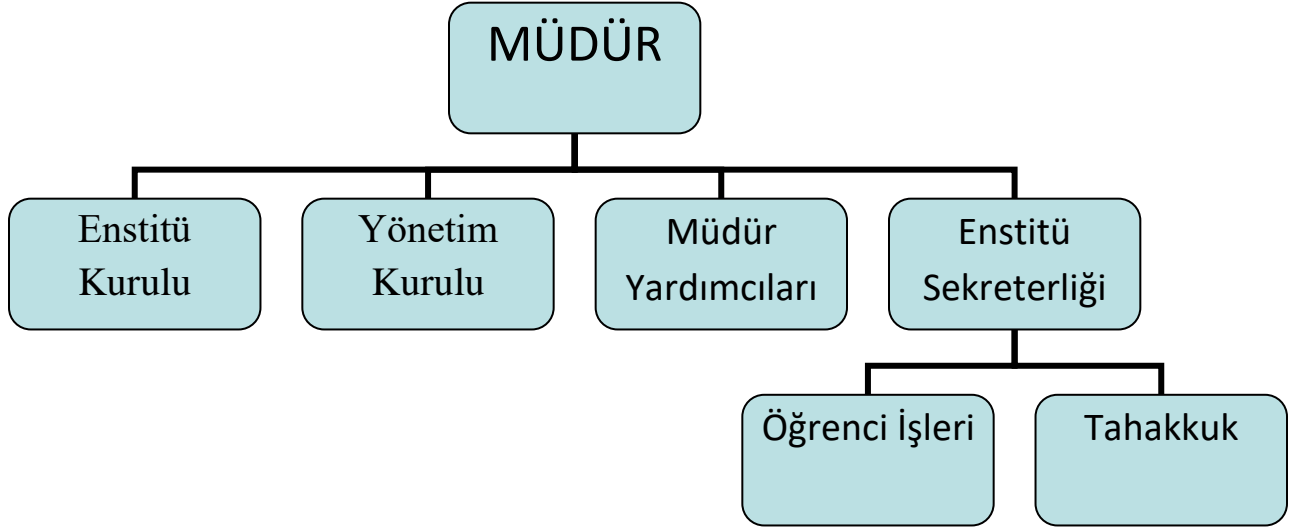 MÜDÜR
Enstitü
Kurulu
Yönetim
Kurulu
Müdür
Yardımcıları
Enstitü
Sekreterliği
Öğrenci İşleri
Tahakkuk